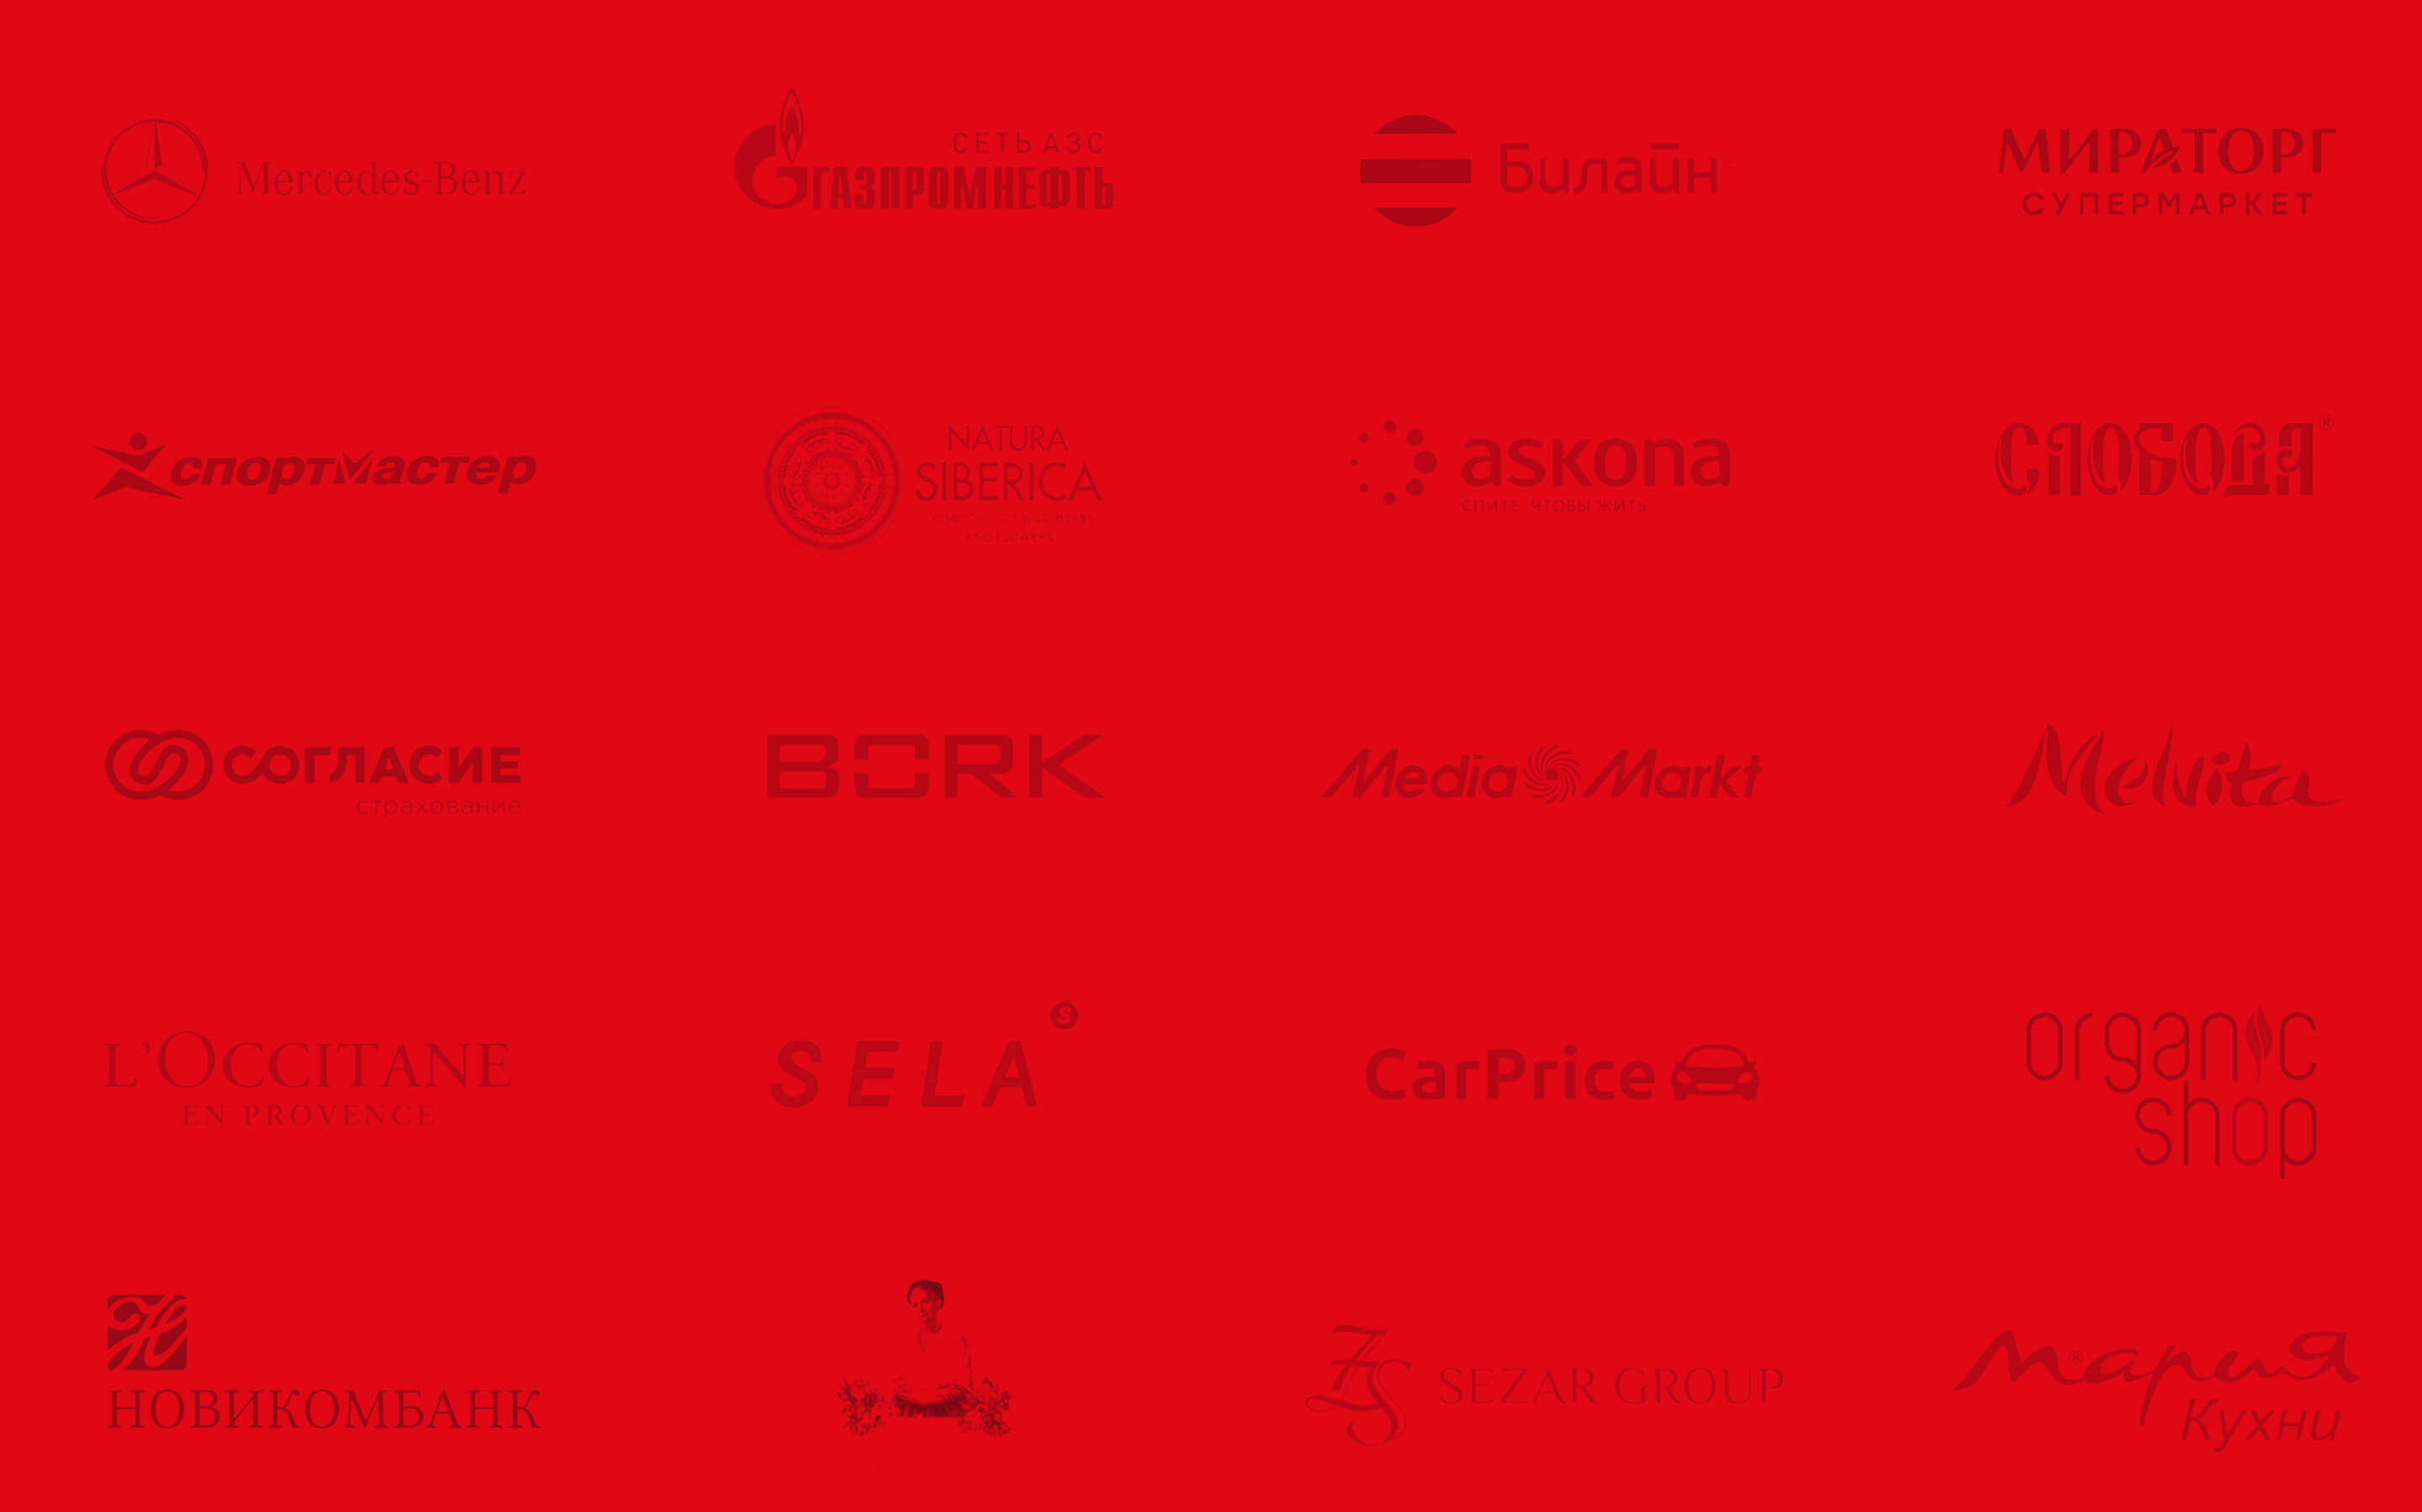 Mercedes-Benz
СЕТЬ АЗС
ГАЗПРОМНЕФТЬ
Билайн
МИРАТОРГ
СУПЕРМАРКЕТ
спортмастер
NATURA
SIBERICA
askona
СПИТЕ, ЧТОБЫ ЖИТЬ
СЛОБОДА®
СОГЛАСИЕ
страхование
BORK
Media Markt
Melvita
L'OCCITANE
EN PROVENCE
SELA
S
CarPrice
organic
shop
НОВИКОМБАНК
SEZAR GROUP
мария®
Кухни